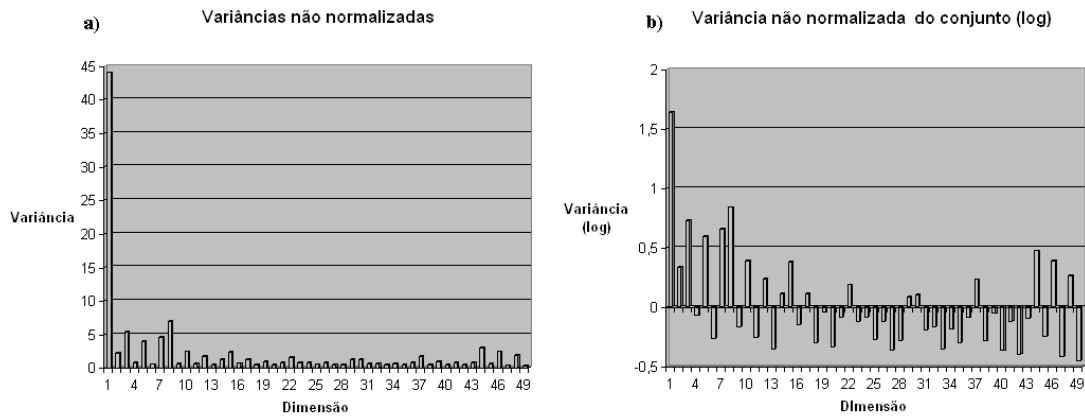 a)
Variâncias não normalizadas
45
40
35
30
25
20
15
10
5
0
Variância
1 4 7 10 13 16 19 22 25 28 31 34 37 40 43 46 49
Dimensão
b)
Variância não normalizada do conjunto (log)
2
1,5
1
0,5
0
-0,5
Variância
(log)
1 4 7 10 13 16 19 22 25 28 31 34 37 40 43 46 49
DImensão